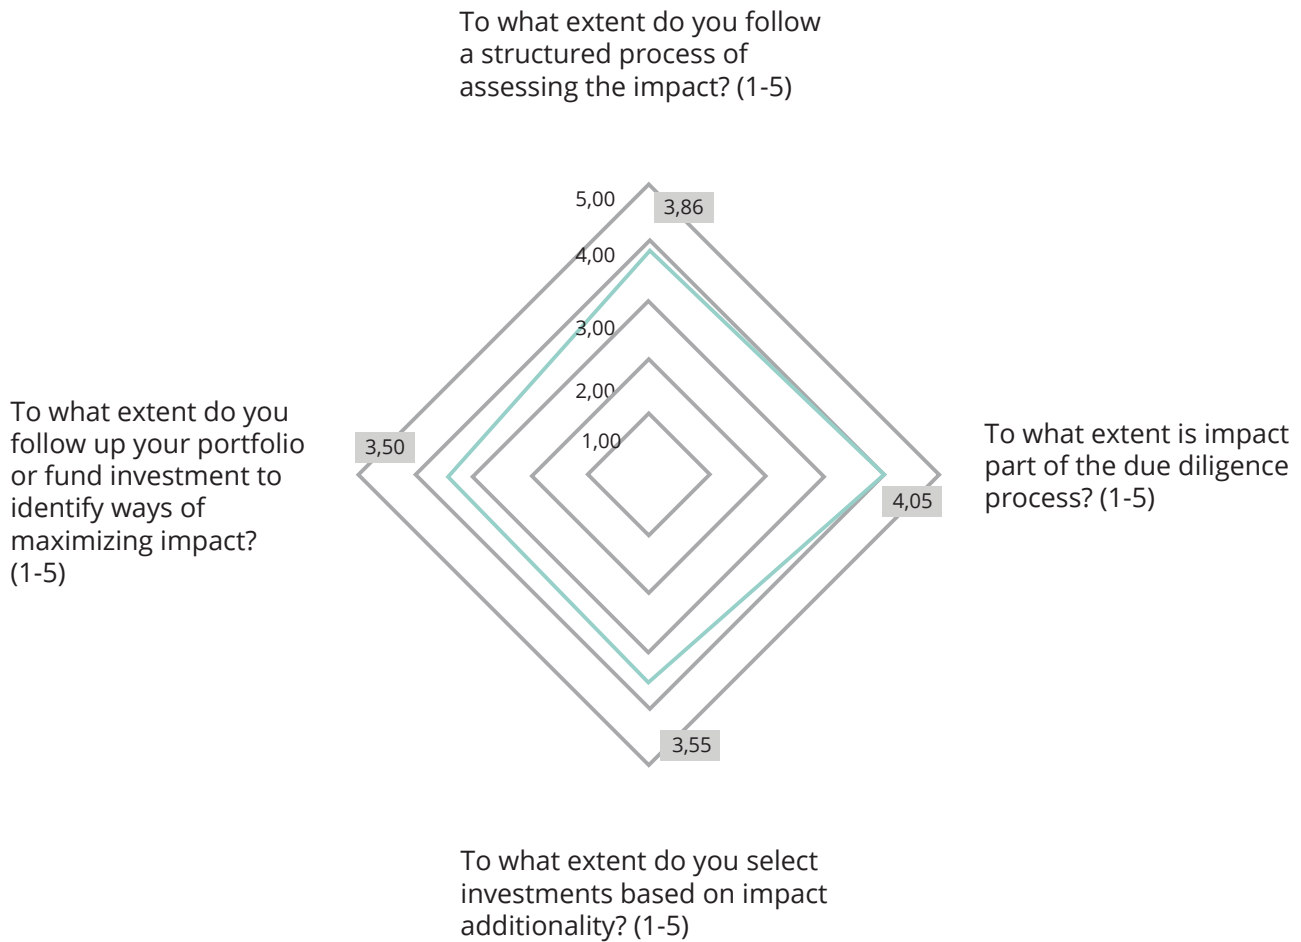 To what extent do you follow
a structured process of
assessing the impact? (1-5)
5,00
3,86
4,00
3,00
2,00
1,00
To what extent do you
follow up your portfolio
or fund investment to
identify ways of
maximizing impact?
(1-5)
3,50
To what extent is impact
part of the due diligence
process? (1-5)
4,05
3,55
To what extent do you select
investments based on impact
additionality? (1-5)